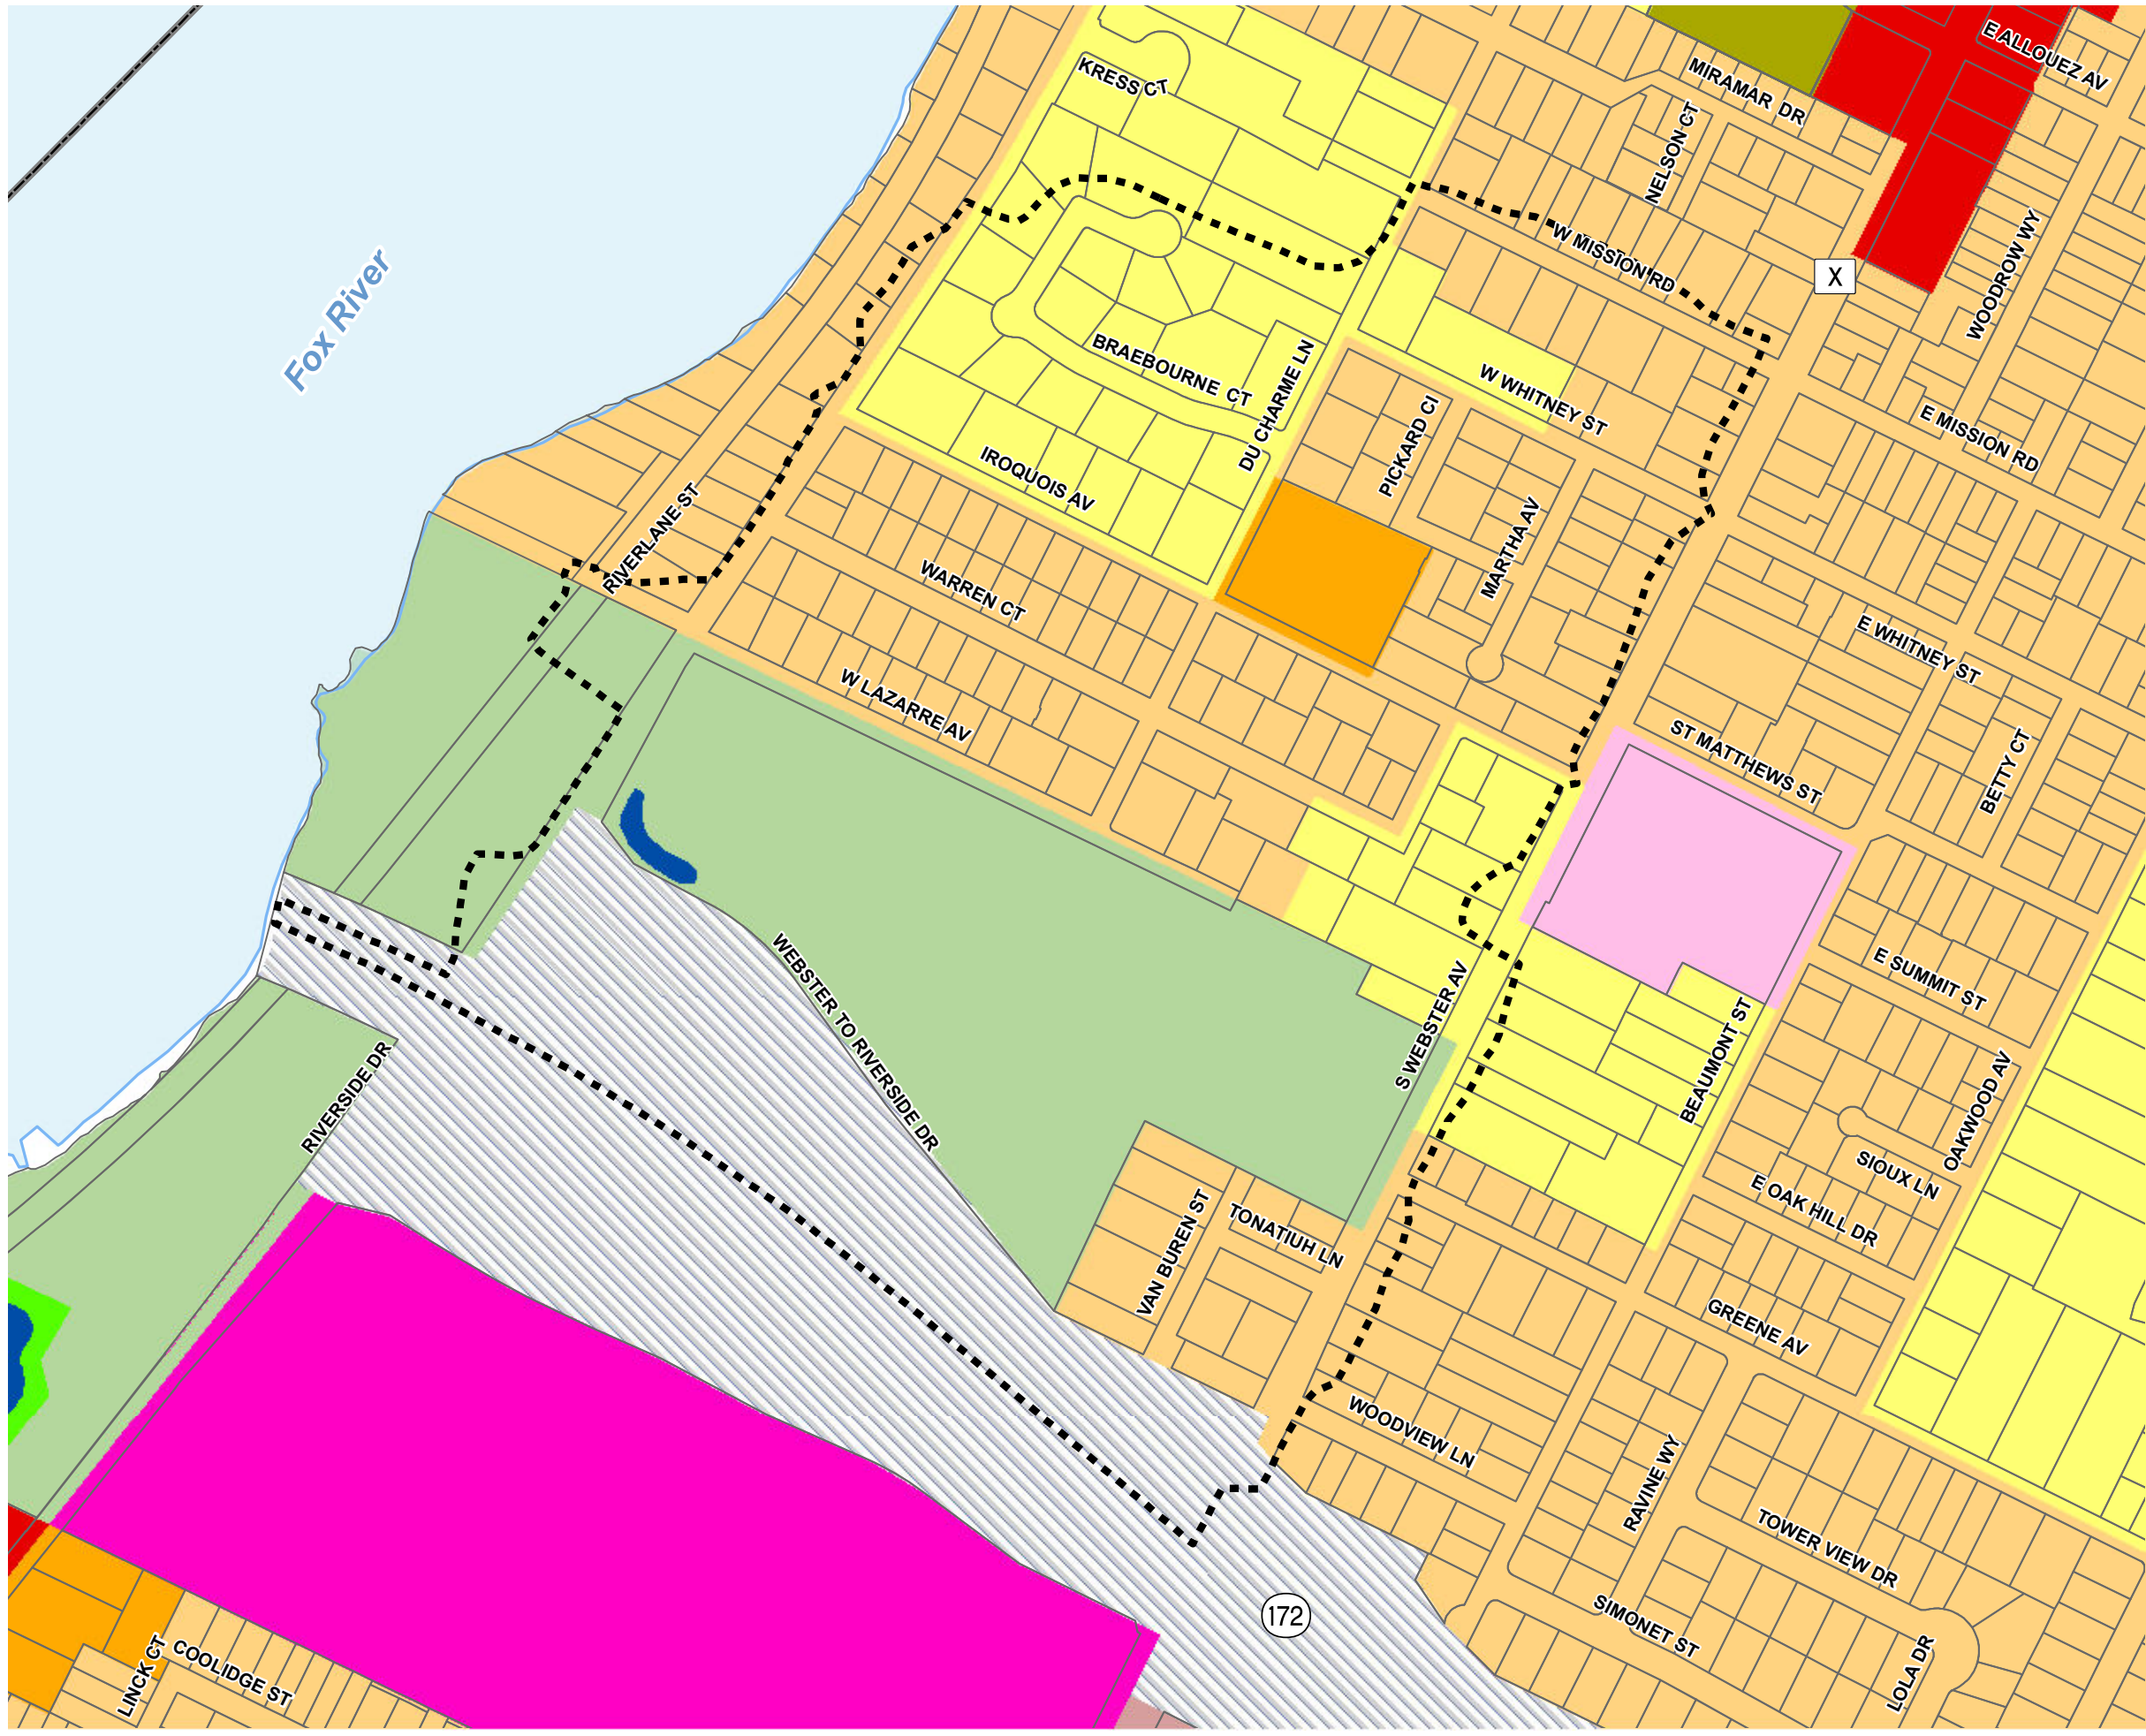 E ALLOUEZ AV
KRESS CT
MIRAMAR DR
NELSON CT
W MISSION RD
X
WOODROW WY
Fox River
BRAEBOURNE CT
DU CHARME LN
W WHITNEY ST
E MISSION RD
PICKARD CI
IROQUOIS AV
RIVERLANE ST
MARTHA AV
WARREN CT
E WHITNEY ST
W LAZARRE AV
ST MATTHEWS ST
BETTY CT
WEBSTER TO RIVERSIDE DR
S WEBSTER AV
E SUMMIT ST
BEAUMONT ST
RIVERSIDE DR
OAKWOOD AV
SIOUX LN
E OAK HILL DR
VAN BUREN ST
TONATIUH LN
GREENE AV
WOODVIEW LN
RAVINE WY
TOWER VIEW DR
172
SIMONET ST
LINCK CT
COOLIDGE ST
LOLA DR